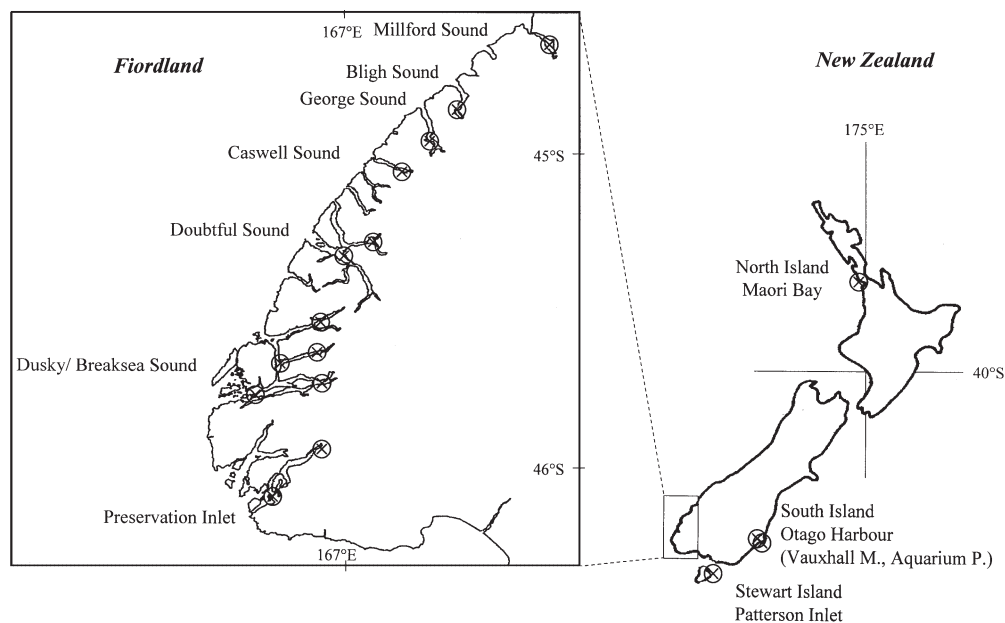 167°E
Millford Sound
Fiordland
Bligh Sound
George Sound
Caswell Sound
45°S
Doubtful Sound
Dusky/ Breaksea Sound
46°S
Preservation Inlet
167°E
New Zealand
175°E
North Island
Maori Bay
40°S
South Island
Otago Harbour
(Vauxhall M., Aquarium P.)
Stewart Island
Patterson Inlet